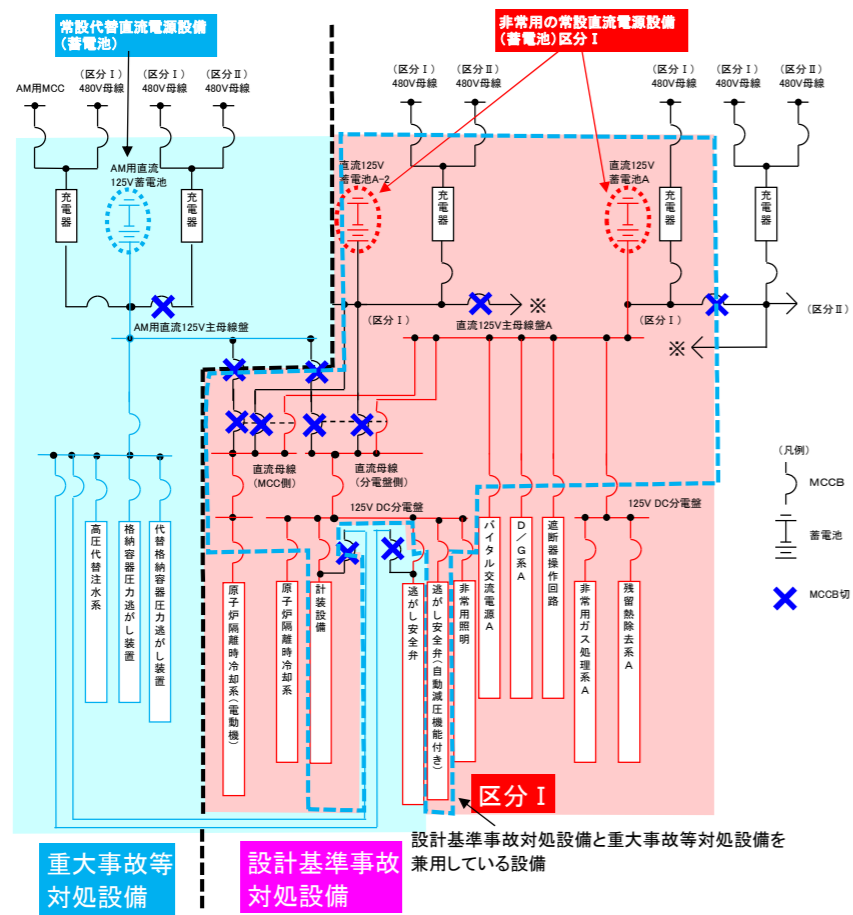 常設代替直流電源設備
(蓄電池)
非常用の常設直流電源設備
(蓄電池)区分Ⅰ
AM用MCC
(区分Ⅰ)
480V母線
(区分Ⅰ)
480V母線
(区分Ⅱ)
480V母線
(区分Ⅰ)
480V母線
(区分Ⅱ)
480V母線
(区分Ⅰ)
480V母線
(区分Ⅰ)
480V母線
(区分Ⅱ)
480V母線
AM用直流
125V蓄電池
直流125V
蓄電池A-2
直流125V
蓄電池A
充電器
充電器
充電器
充電器
充電器
※
(区分Ⅱ)
AM用直流125V主母線盤
(区分Ⅰ)
直流125V主母線盤A
(区分Ⅰ)
※
直流母線
(MCC側)
直流母線
(分電盤側)
125V DC分電盤
125V DC分電盤
(凡例)
MCCB
蓄電池
MCCB切
高圧代替注水系
格納容器圧力逃がし装置
代替格納容器圧力逃がし装置
原子炉隔離時冷却系(電動機)
原子炉隔離時冷却系
計装設備
逃がし安全弁
逃がし安全弁(自動減圧機能付き)
非常用照明
バイタル交流電源A
D/G系A
遮断器操作回路
非常用ガス処理系A
残留熱除去系A
区分Ⅰ
設計基準事故対処設備と重大事故等対処設備を
兼用している設備
重大事故等
対処設備
設計基準事故
対処設備